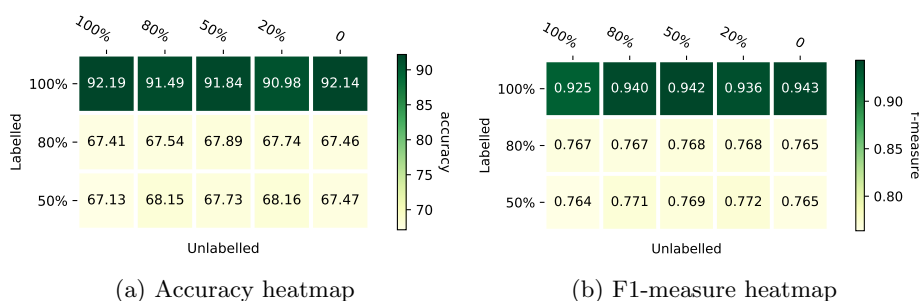 100% 80% 50% 20% 0
100% 92.19 91.49 91.84 90.98 92.14
80% 67.41 67.54 67.89 67.74 67.46
50% 67.13 68.15 67.73 68.16 67.47
Labelled
Unlabelled
90
85
80
75
70
accuracy
(a) Accuracy heatmap
100% 80% 50% 20% 0
100% 0.925 0.940 0.942 0.936 0.943
80% 0.767 0.767 0.768 0.768 0.765
50% 0.764 0.771 0.769 0.772 0.765
Labelled
Unlabelled
0.90
0.85
0.80
(b) F1-measure heatmap